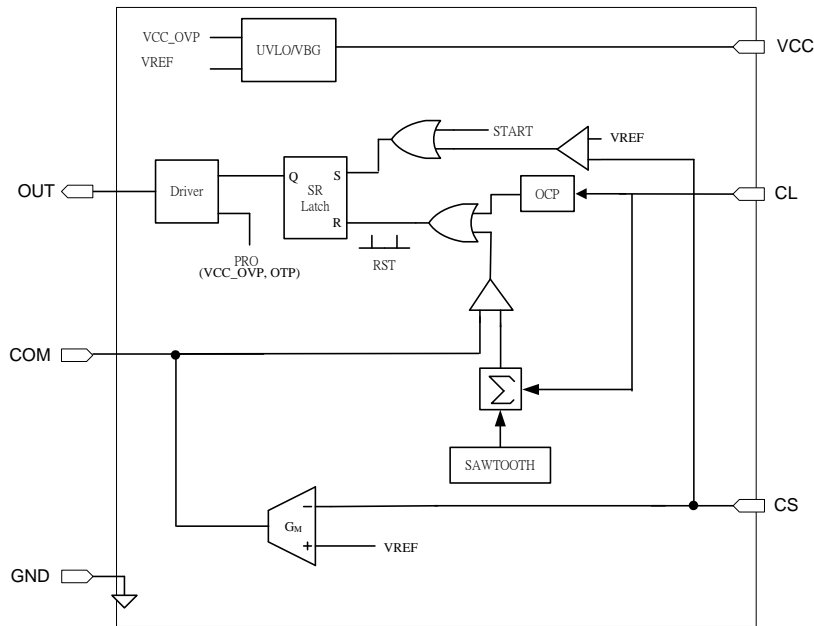 VCC_OVP
UVLO/VBG
VREF
VCC
START
VREF
OUT
Driver
Q
S
SR
Latch
R
OCP
CL
PRO
(VCC_OVP, OTP)
RST
COM
Σ
SAWTOOTH
−
GM
+
VREF
CS
GND